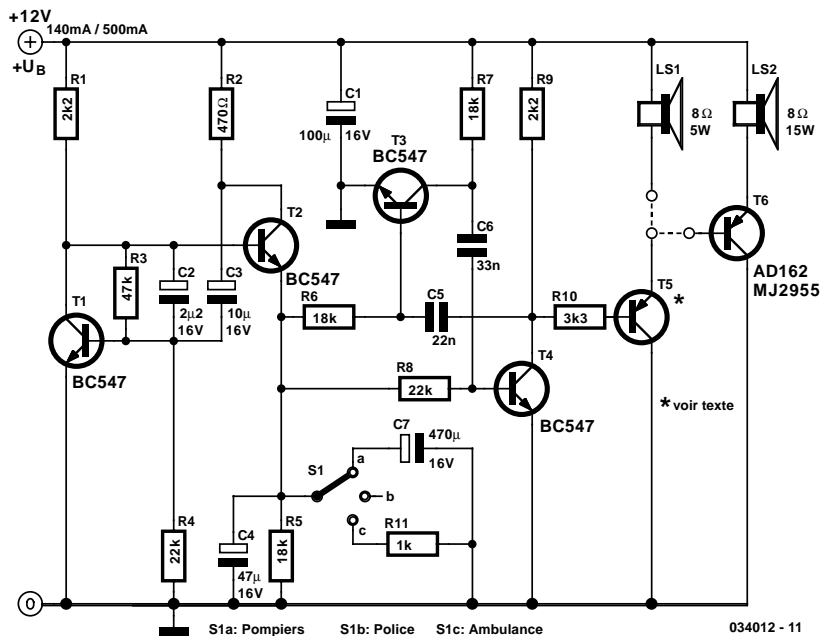 +12V
140mA / 500mA
+UB
R1
2k2
R2
470Ω
C1
100µ
16V
T3
BC547
R7
18k
R9
2k2
LS1
8Ω
5W
LS2
8Ω
15W
T6
AD162
MJ2955
T2
BC547
R3
47k
C2
2µ2
16V
C3
10µ
16V
T1
BC547
R6
18k
C5
22n
C6
33n
R10
3k3
T5
*
R8
22k
T4
BC547
* voir texte
C7
470µ
16V
S1
a
b
c
R4
22k
C4
47µ
16V
R5
18k
R11
1k
0
S1a: Pompiers S1b: Police S1c: Ambulance
034012 - 11